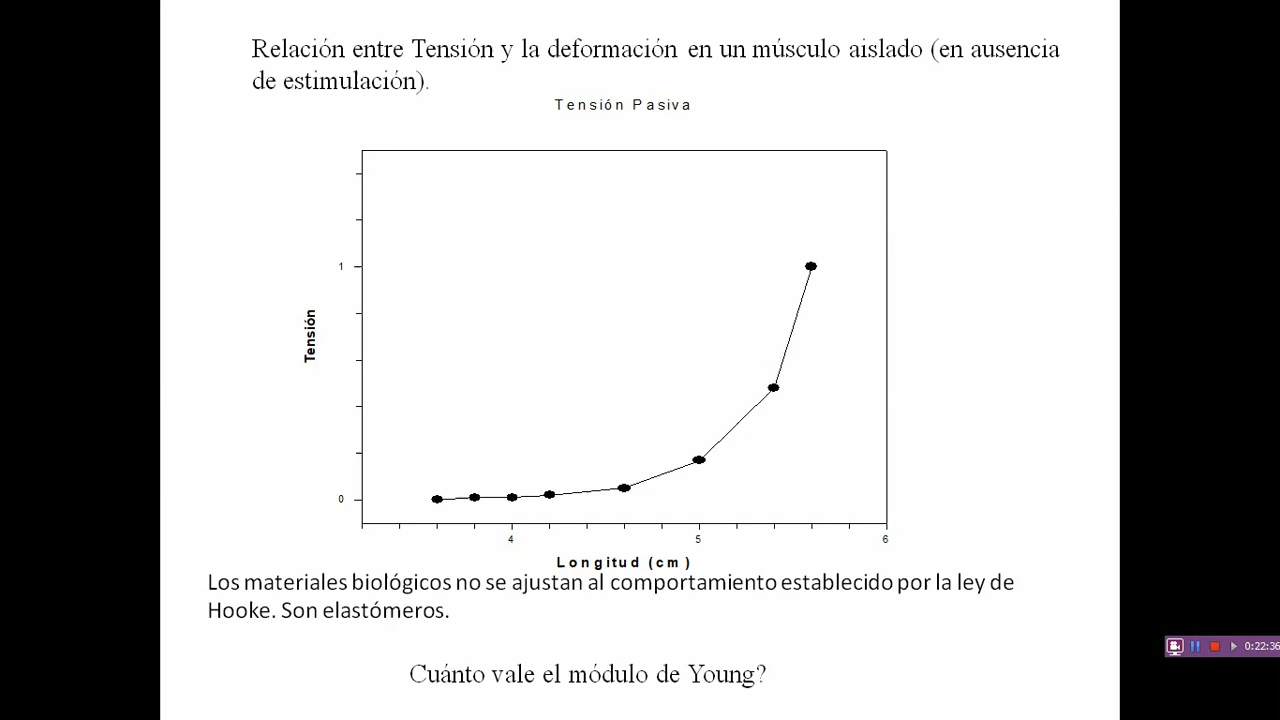 Relación entre Tensión y la deformación en un músculo aislado (en ausencia
de estimulación).
Tensión Pasiva
1
0
Tensión
4
5
6
Longitud (cm)
Los materiales biológicos no se ajustan al comportamiento establecido por la ley de
Hooke. Son elastómeros.
Cuánto vale el módulo de Young?
0:22:36